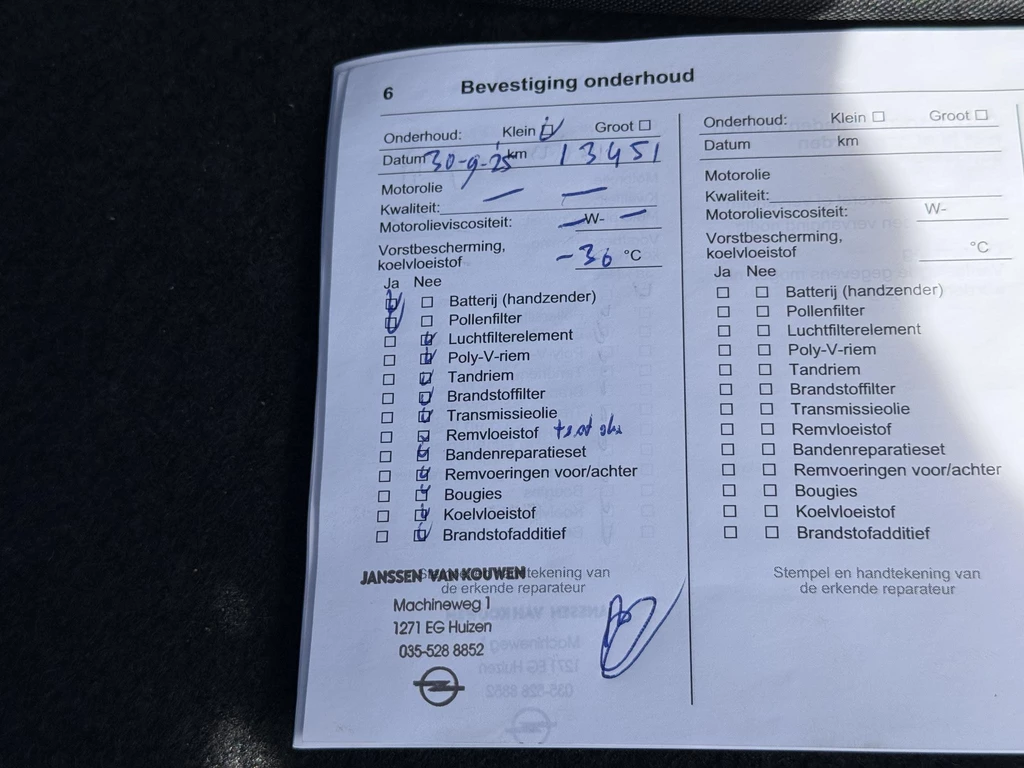 6 Bevestiging onderhoud
Onderhoud: Klein Groot
Datum 30-9-25 km 13451
Motorolie
Kwaliteit: — —
Motorolieviscositeit: — W- —
Vorstbescherming,
koelvloeistof -36 °C
Ja Nee
Batterij (handzender)
Pollenfilter
Luchtfilterelement
Poly-V-riem
Tandriem
Brandstoffilter
Transmissieolie
Remvloeistof test
Bandenreparatieset
Remvoeringen voor/achter
Bougies
Koelvloeistof
Brandstofadditief
JANSSEN VAN KOUWEN
tekening van
de erkende reparateur
Machineweg 1
1271 EG Huizen
035-528 8852
Onderhoud: Klein Groot
Datum km
Motorolie
Kwaliteit:
Motorolieviscositeit: W-
Vorstbescherming,
koelvloeistof °C
Ja Nee
Batterij (handzender)
Pollenfilter
Luchtfilterelement
Poly-V-riem
Tandriem
Brandstoffilter
Transmissieolie
Remvloeistof
Bandenreparatieset
Remvoeringen voor/achter
Bougies
Koelvloeistof
Brandstofadditief
Stempel en handtekening van
de erkende reparateur